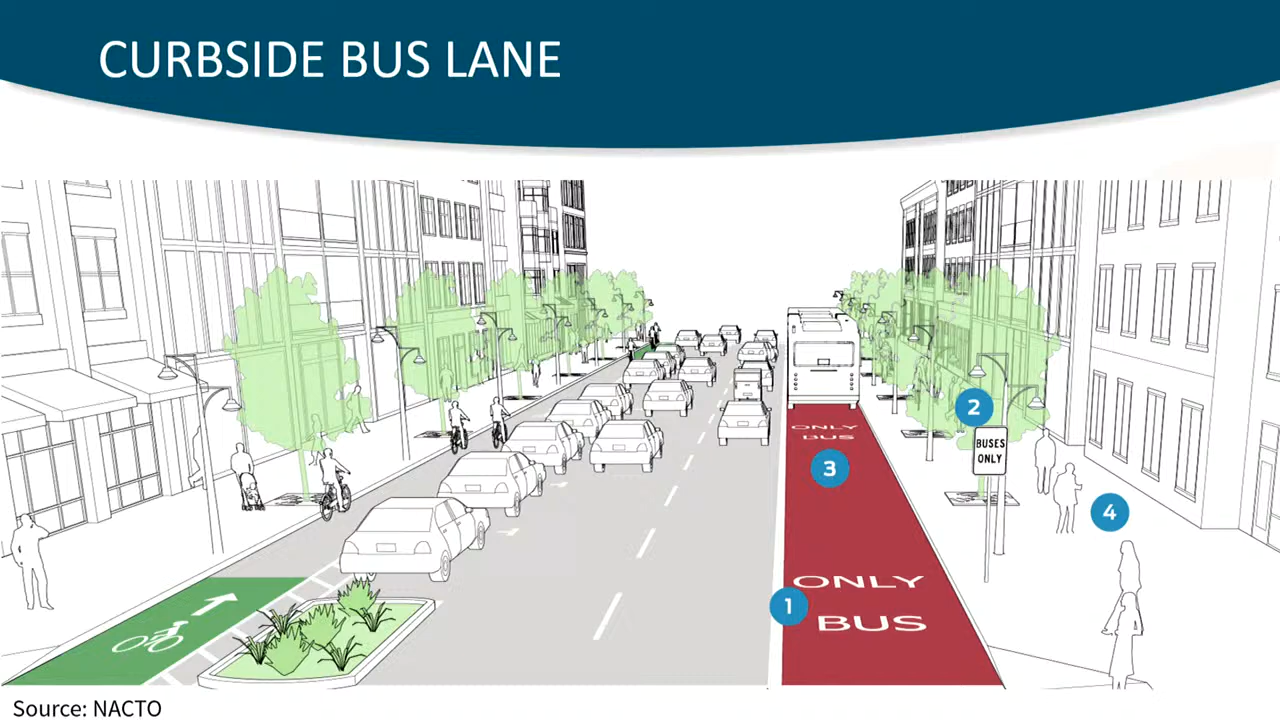 CURBSIDE BUS LANE
2
BUSES
ONLY
ONLY
BUS
3
4
ONLY
1
BUS
Source: NACTO